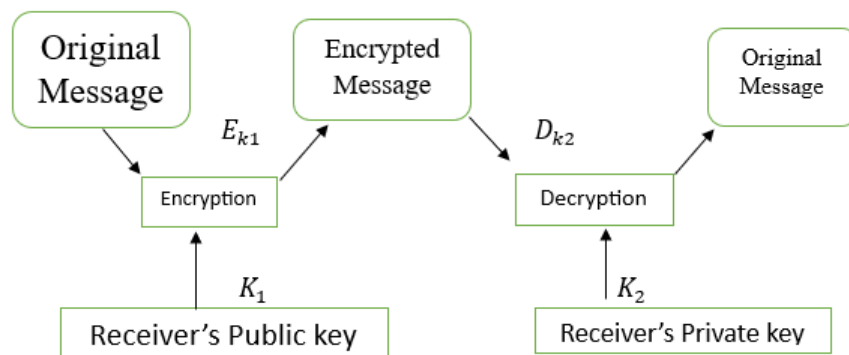 Original
Message
Encrypted
Message
Original
Message
E_{k1}
D_{k2}
Encryption
Decryption
K_1
K_2
Receiver's Public key
Receiver's Private key